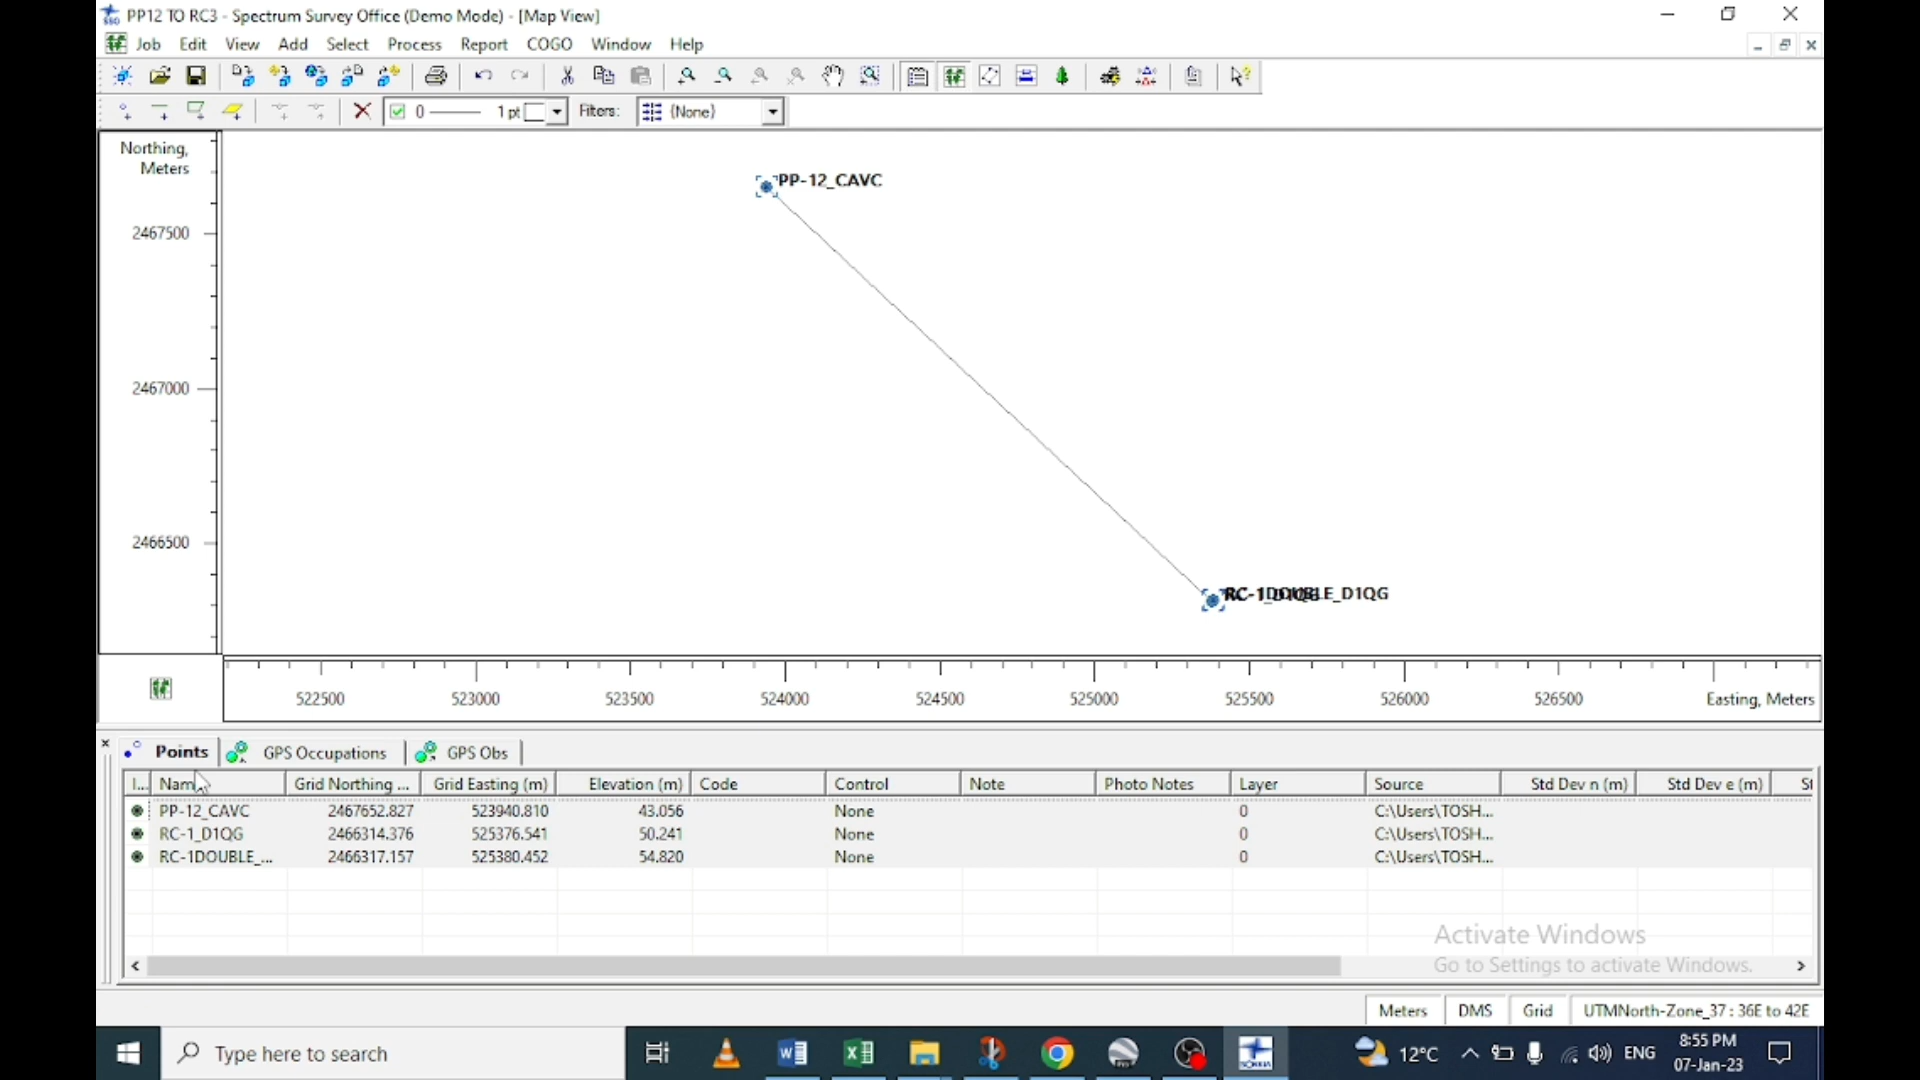 PP12 TO RC3 - Spectrum Survey Office (Demo Mode) - [Map View]
Job Edit View Add Select Process Report COGO Window Help
0 1 pt Filters: (None)
Northing, Meters
2467500
2467000
2466500
PP-12_CAVC
RC-1DOUBLE_D1QG
522500 523000 523500 524000 524500 525000 525500 526000 526500 Easting, Meters
Points GPS Occupations GPS Obs
I... Nam Grid Northing ... Grid Easting (m) Elevation (m) Code Control Note Photo Notes Layer Source Std Dev n (m) Std Dev e (m) St
PP-12_CAVC 2467652.827 523940.810 43.056 None 0 C:\Users\TOSH...
RC-1_D1QG 2466314.376 525376.541 50.241 None 0 C:\Users\TOSH...
RC-1DOUBLE_... 2466317.157 525380.452 54.820 None 0 C:\Users\TOSH...
Activate Windows
Go to Settings to activate Windows.
Meters DMS Grid UTMNorth-Zone_37 : 36E to 42E
Type here to search
12°C ENG 8:55 PM
07-Jan-23